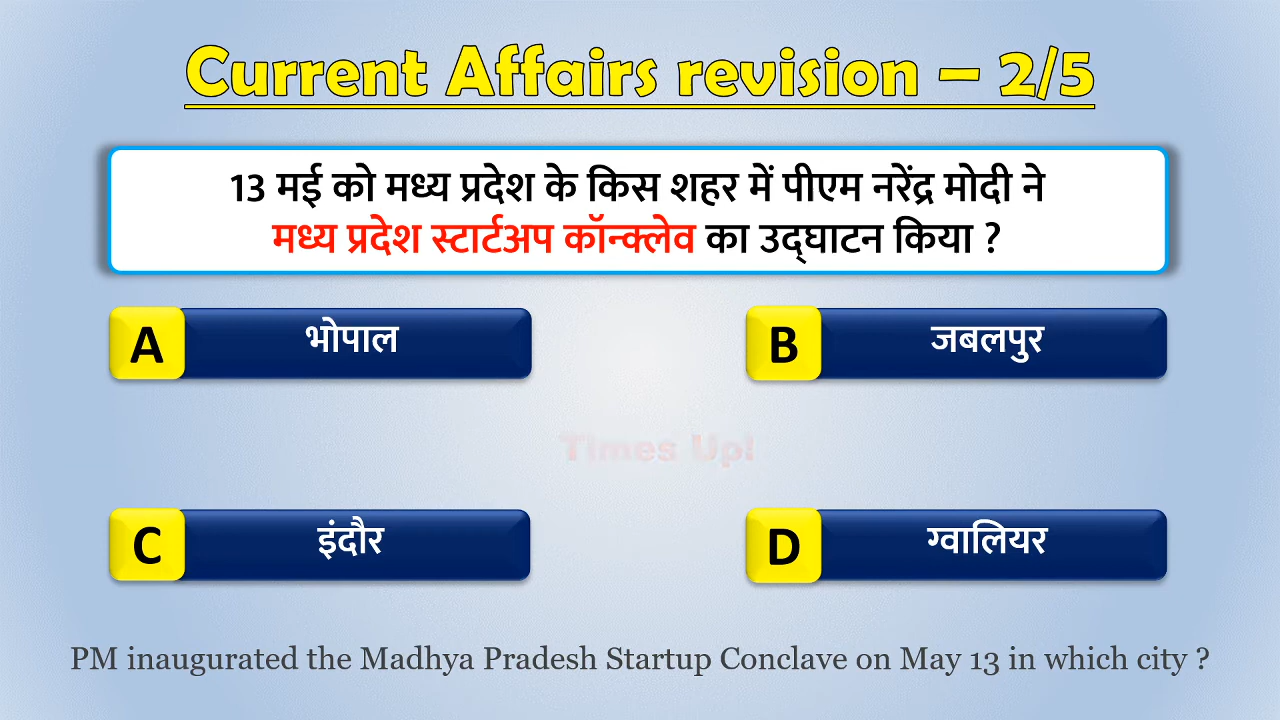 Current Affairs revision – 2/5
13 मई को मध्य प्रदेश के किस शहर में पीएम नरेंद्र मोदी ने
मध्य प्रदेश स्टार्टअप कॉन्क्लेव का उद्घाटन किया ?
A भोपाल
B जबलपुर
Times Up!
C इंदौर
D ग्वालियर
PM inaugurated the Madhya Pradesh Startup Conclave on May 13 in which city ?